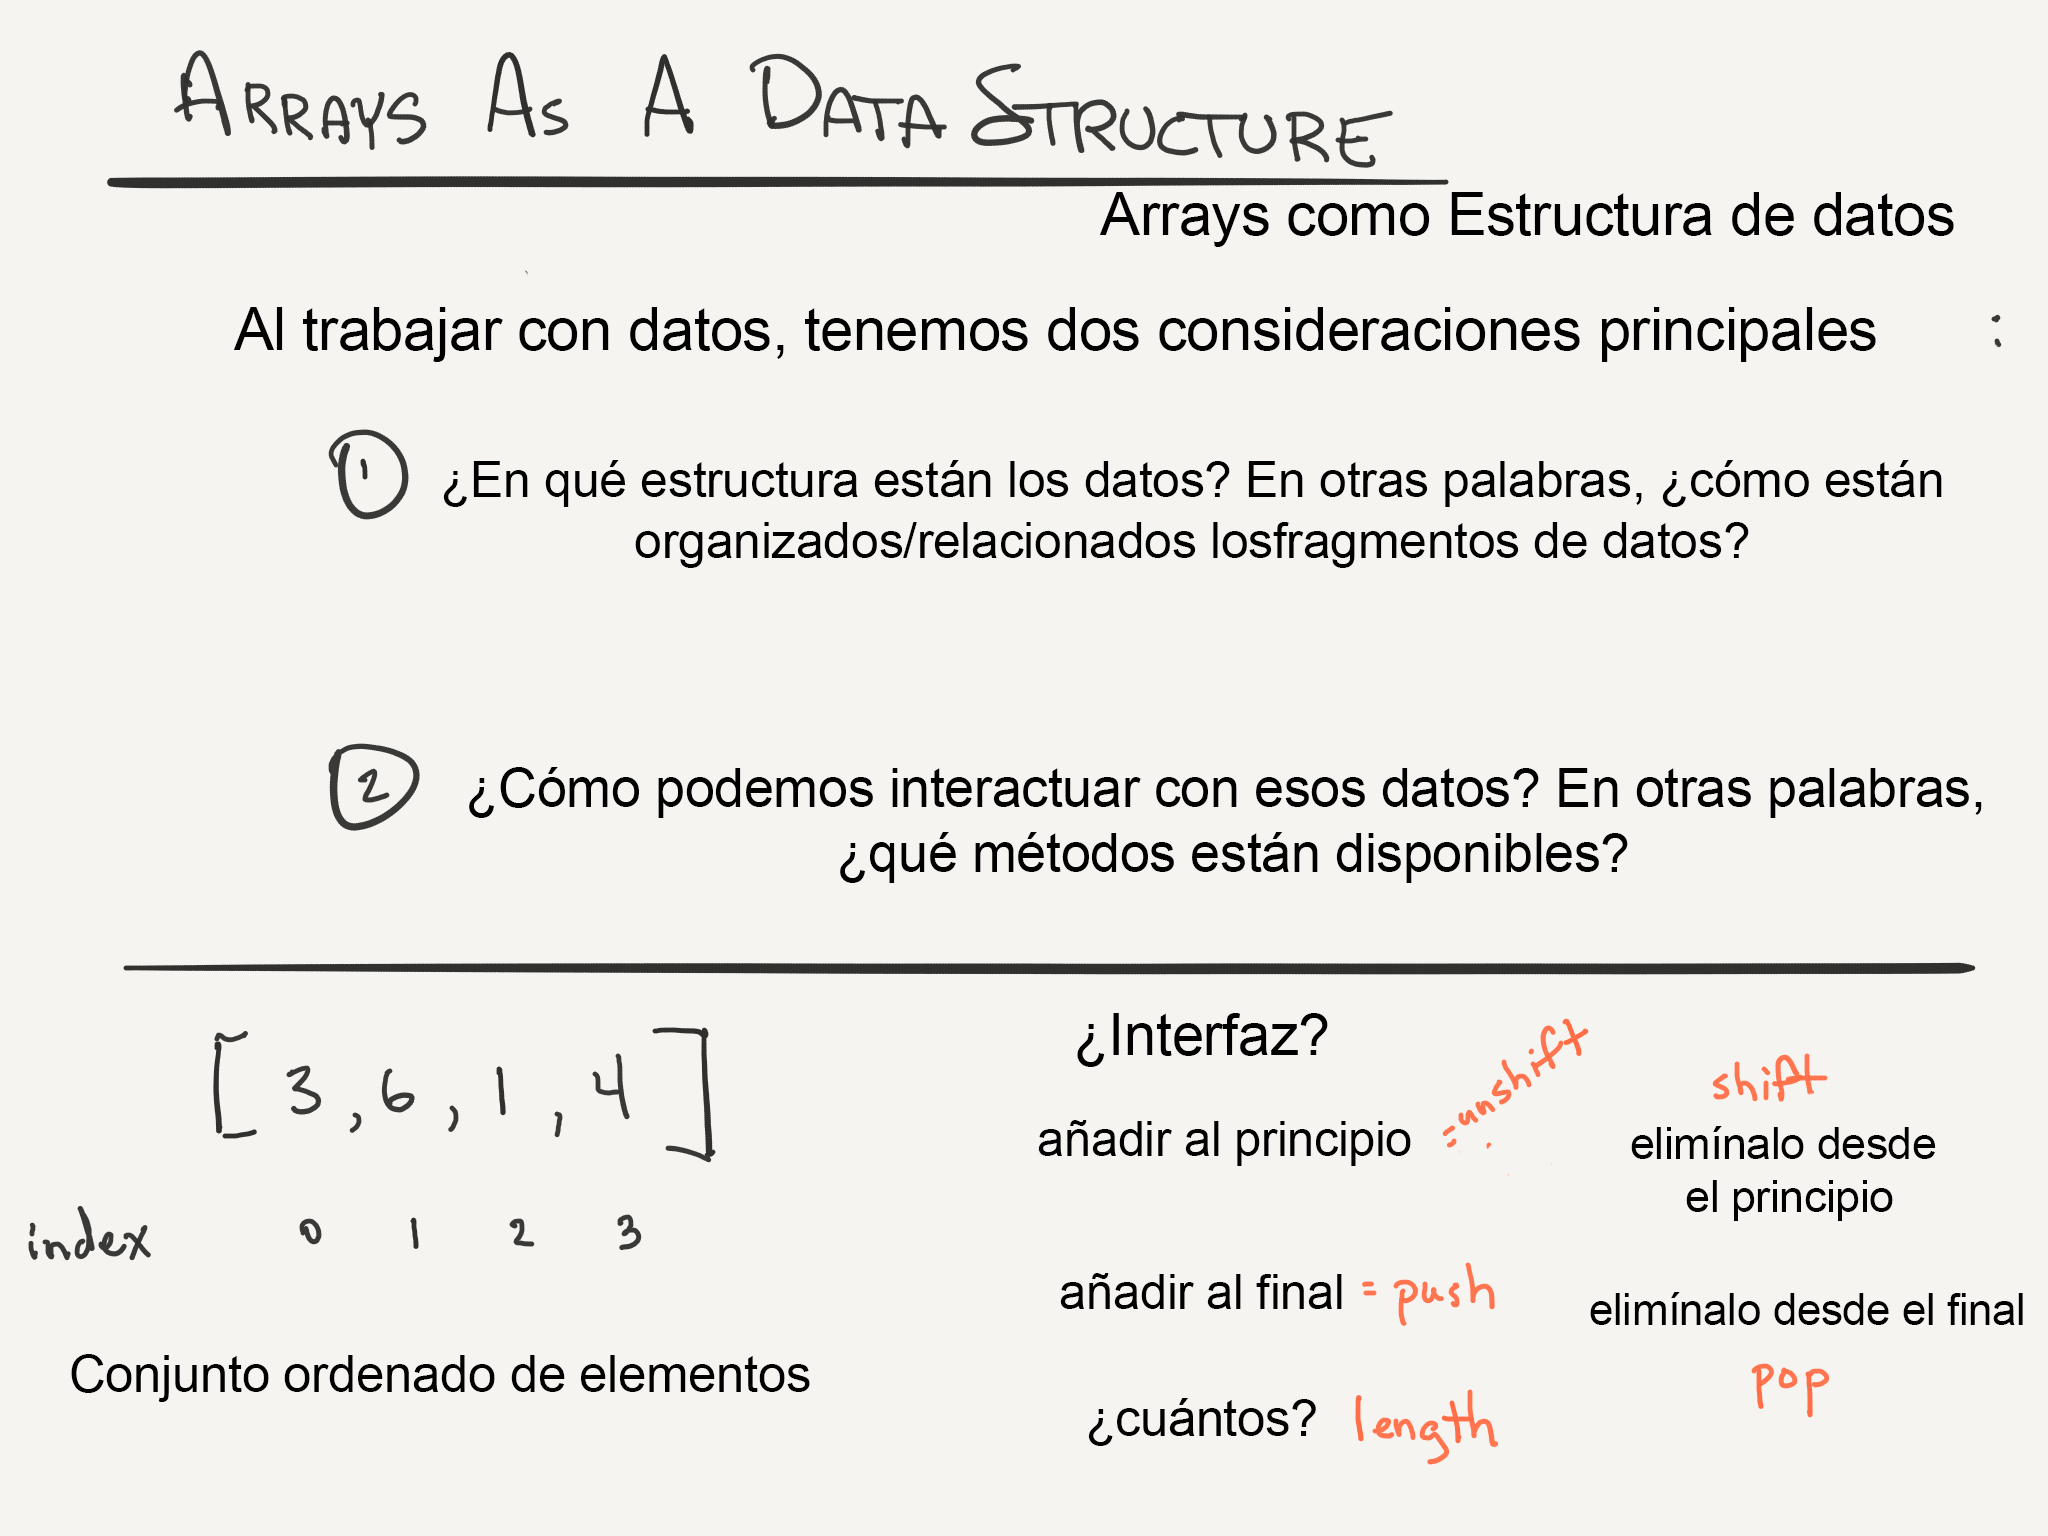 ARRAYS AS A DATA STRUCTURE
Arrays como Estructura de datos
Al trabajar con datos, tenemos dos consideraciones principales :
1 ¿En qué estructura están los datos? En otras palabras, ¿cómo están
organizados/relacionados losfragmentos de datos?
2 ¿Cómo podemos interactuar con esos datos? En otras palabras,
¿qué métodos están disponibles?
[ 3 , 6 , 1 , 4 ]
index 0 1 2 3
Conjunto ordenado de elementos
¿Interfaz?
añadir al principio = unshift
shift
elimínalo desde
el principio
añadir al final = push
elimínalo desde el final
pop
¿cuántos? length